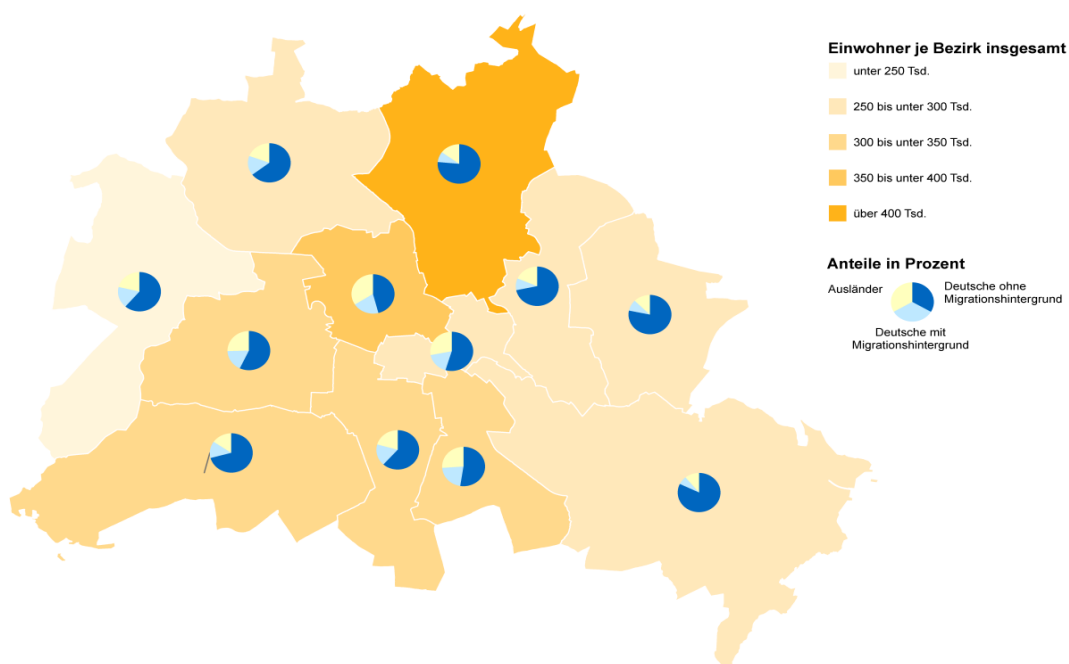 Einwohner je Bezirk insgesamt
unter 250 Tsd.
250 bis unter 300 Tsd.
300 bis unter 350 Tsd.
350 bis unter 400 Tsd.
über 400 Tsd.
Anteile in Prozent
Ausländer
Deutsche ohne
Migrationshintergrund
Deutsche mit
Migrationshintergrund